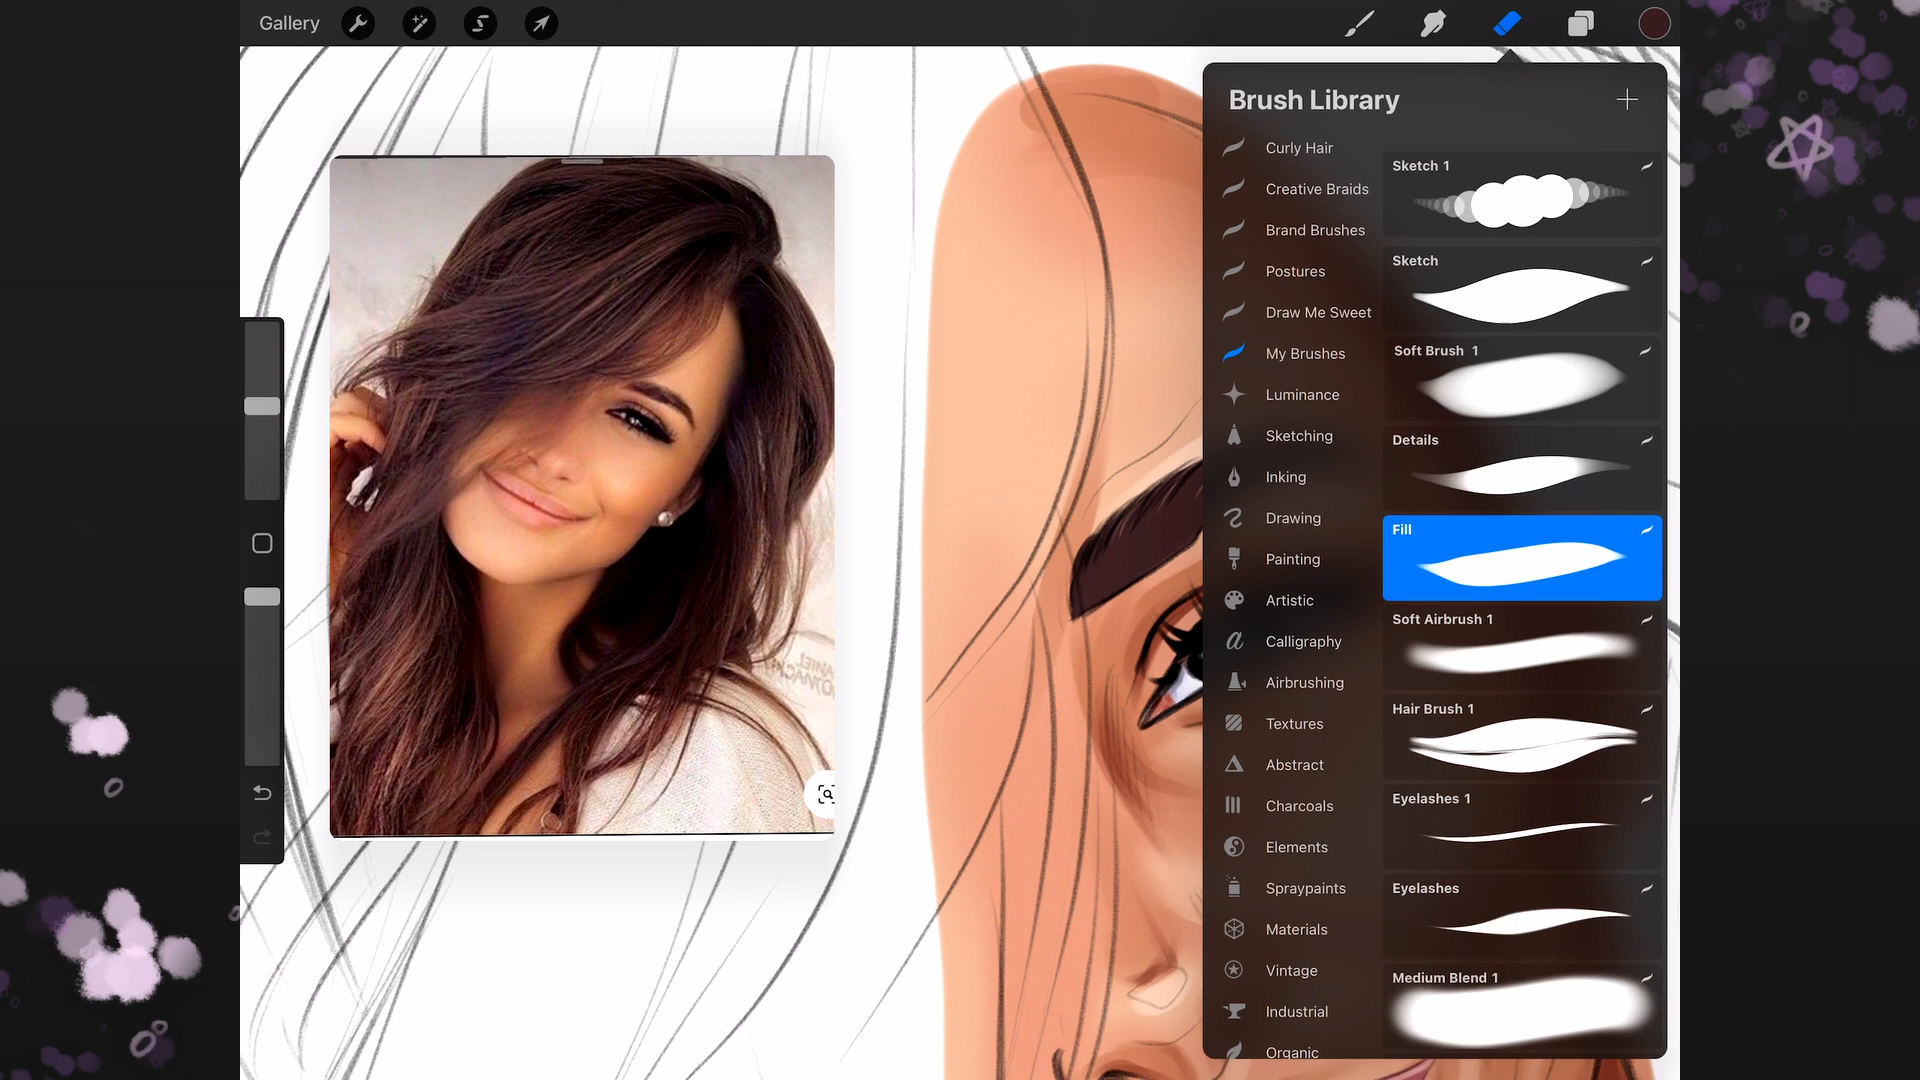 Gallery
Brush Library
Curly Hair
Creative Braids
Brand Brushes
Postures
Draw Me Sweet
My Brushes
Luminance
Sketching
Inking
Drawing
Painting
Artistic
Calligraphy
Airbrushing
Textures
Abstract
Charcoals
Elements
Spraypaints
Materials
Vintage
Industrial
Organic
Sketch 1
Sketch
Soft Brush 1
Details
Fill
Soft Airbrush 1
Hair Brush 1
Eyelashes 1
Eyelashes
Medium Blend 1